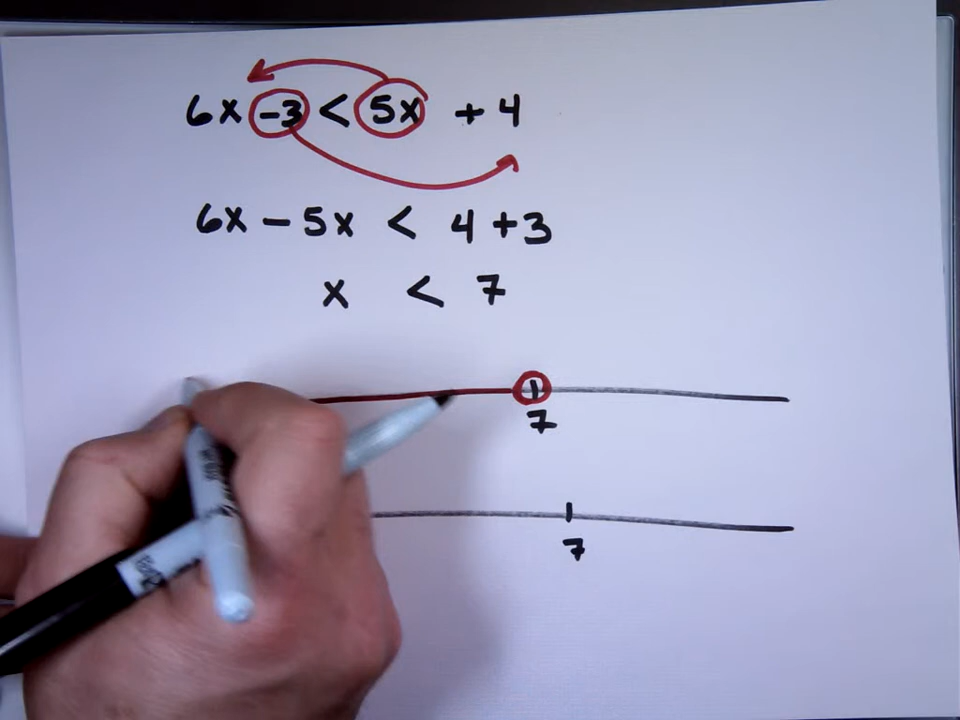 6x -3 < 5x + 4
6x - 5x < 4 + 3
x < 7
7
7